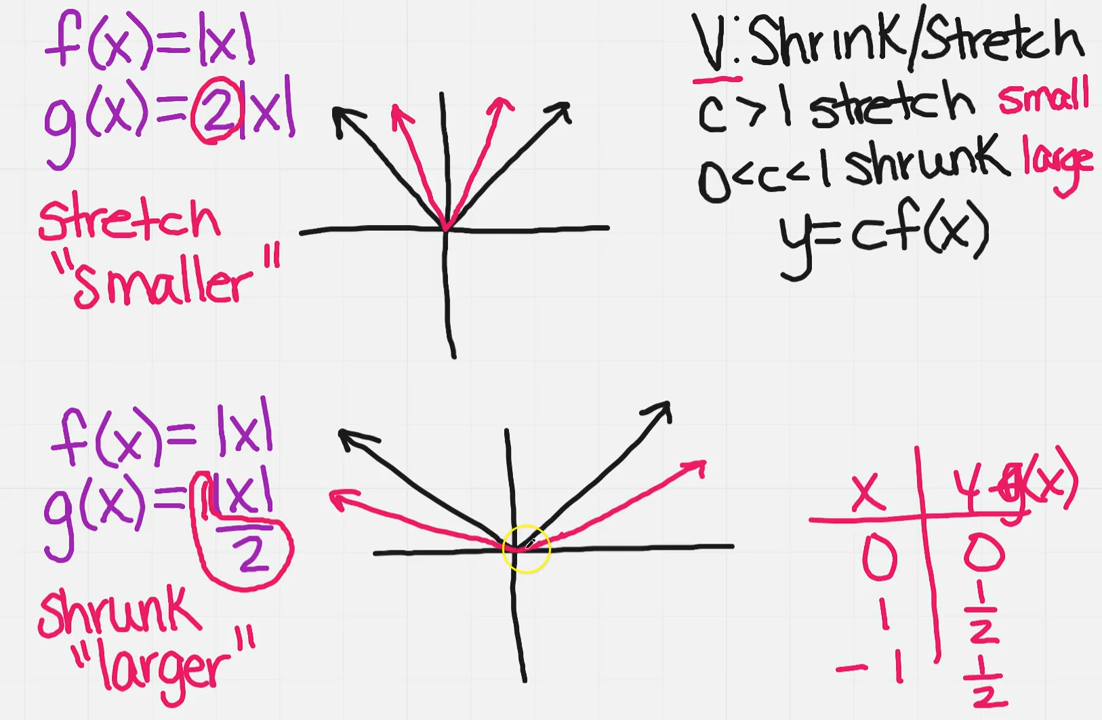 f(x)=|x|
g(x)=2|x|
stretch
"smaller"
V: Shrink/Stretch
c > 1 stretch small
0<c<1 shrunk large
y=cf(x)
f(x)=|x|
g(x)=1|x|
2
shrunk
"larger"
x y g(x)
0 0
1 1/2
-1 1/2